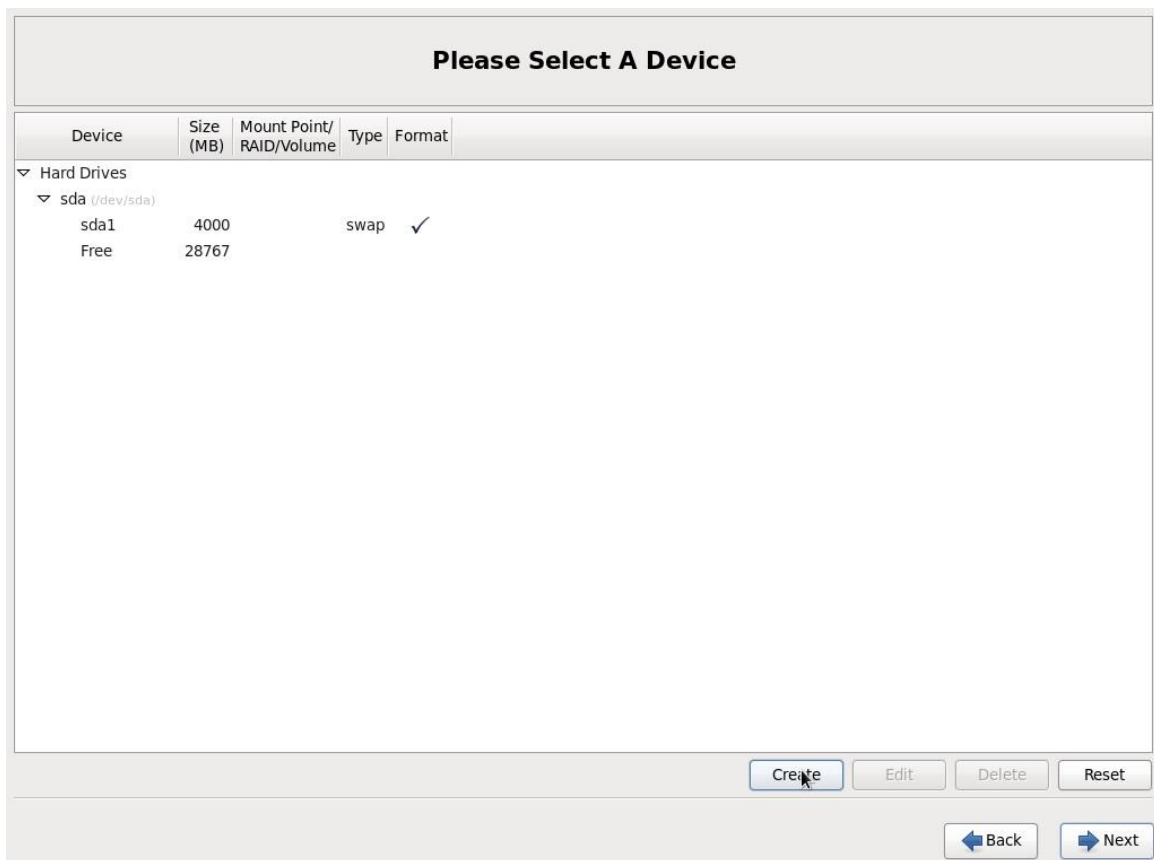 Please Select A Device
Device Size (MB) Mount Point/ RAID/Volume Type Format
Hard Drives
sda (/dev/sda)
sda1 4000 swap
Free 28767
Create Edit Delete Reset
Back Next